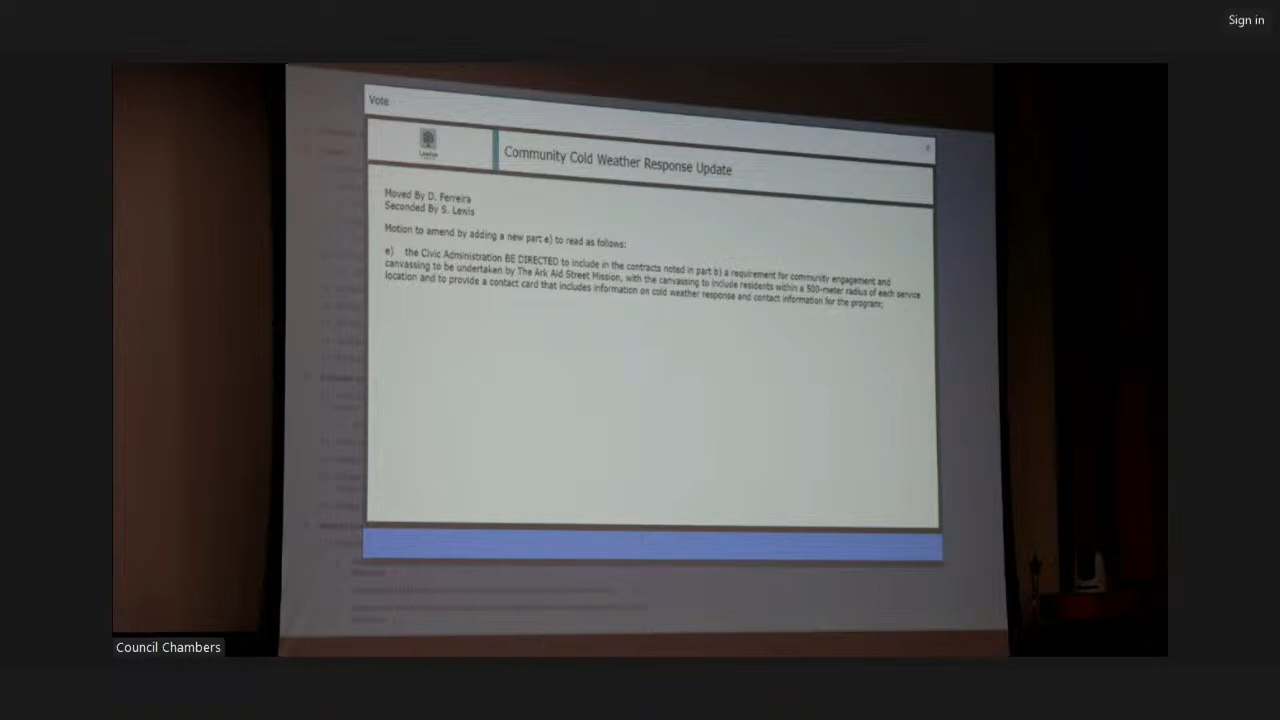 Sign in
Vote
London
Community Cold Weather Response Update
Moved By D. Ferreira
Seconded By S. Lewis
Motion to amend by adding a new part e) to read as follows:
e) the Civic Administration BE DIRECTED to include in the contracts noted in part b) a requirement for community engagement and
canvassing to be undertaken by The Ark Aid Street Mission, with the canvassing to include residents within a 500-meter radius of each service
location and to provide a contact card that includes information on cold weather response and contact information for the program;
Council Chambers